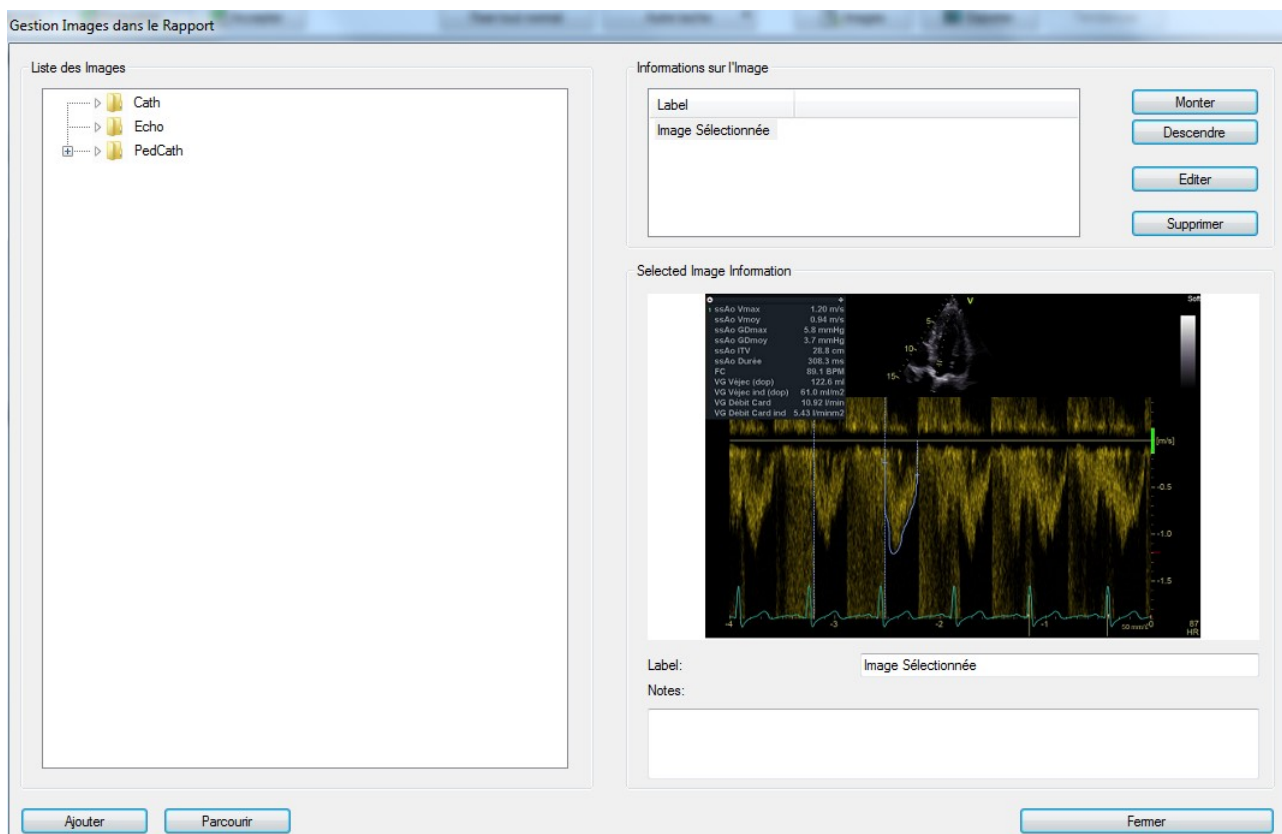 Gestion Images dans le Rapport
Liste des Images
Cath
Echo
PedCath
Ajouter
Parcourir
Informations sur l'Image
Label
Image Sélectionnée
Monter
Descendre
Editer
Supprimer
Selected Image Information
V
Soft
1 ssAo Vmax 1.20 m/s
ssAo Vmoy 0.94 m/s
ssAo GDmax 5.8 mmHg
ssAo GDmoy 3.7 mmHg
ssAo ITV 28.8 cm
ssAo Durée 308.3 ms
FC 89.1 BPM
VG Véjec (dop) 122.6 ml
VG Véjec ind (dop) 61.0 ml/m2
VG Débit Card 10.92 l/min
VG Débit Card ind 5.43 l/minm2
5
10
15
[m/s]
-0.5
-1.0
-1.5
-4 -3 -2 -1 0
50 mm/s
87
HR
Label: Image Sélectionnée
Notes:
Fermer